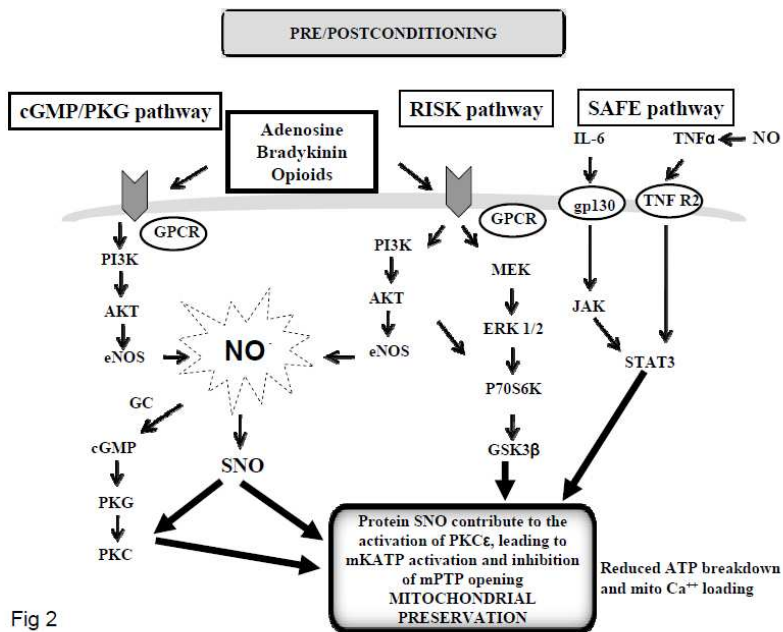 PRE/POSTCONDITIONING
cGMP/PKG pathway
Adenosine
Bradykinin
Opioids
RISK pathway
SAFE pathway
IL-6
TNFα
NO
GPCR
GPCR
gp130
TNF R2
PI3K
AKT
eNOS
NO
PI3K
AKT
eNOS
MEK
ERK 1/2
P70S6K
GSK3β
JAK
STAT3
GC
cGMP
PKG
PKC
SNO
Protein SNO contribute to the
activation of PKCε, leading to
mKATP activation and inhibition
of mPTP opening
MITOCHONDRIAL
PRESERVATION
Reduced ATP breakdown
and mito Ca⁺⁺ loading
Fig 2